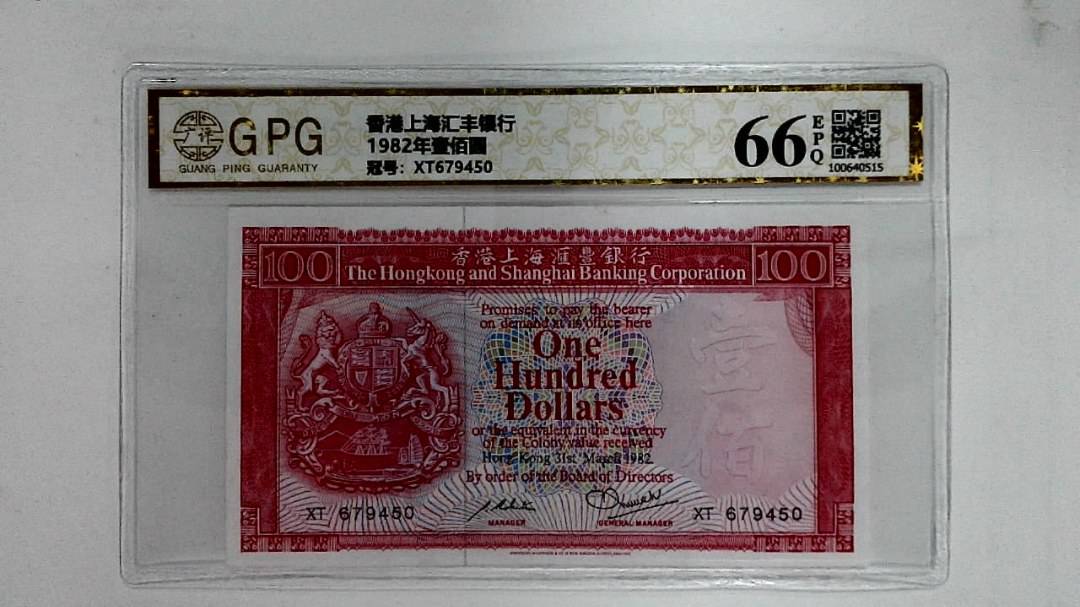 广评
GPG
GUANG PING GUARANTY
香港上海汇丰银行
1982年壹佰圆
冠号: XT679450
66
EPQ
100640515
100
香港上海滙豐銀行
The Hongkong and Shanghai Banking Corporation
100
Promises to pay the bearer
on demand at its office here
One
Hundred
Dollars
or the equivalent in the currency
of the Colony value received
Hong Kong 31st March 1982
By order of the Board of Directors
壹佰
MANAGER
GENERAL MANAGER
XT 679450
XT 679450